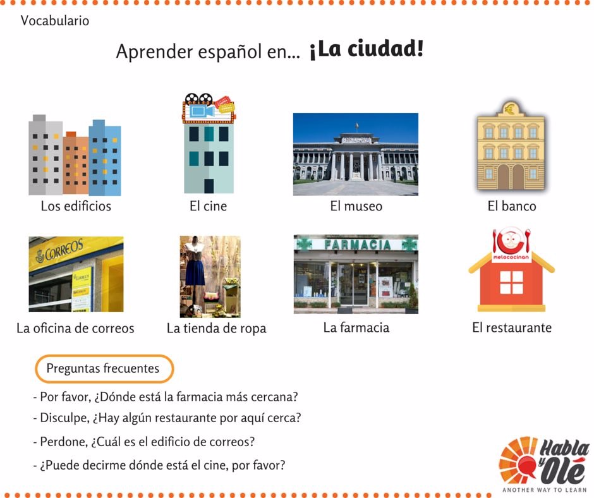 Vocabulario
Aprender español en... ¡La ciudad!
Los edificios
El cine
El museo
El banco
CORREOS
FARMACIA
melococinan
La oficina de correos
La tienda de ropa
La farmacia
El restaurante
Preguntas frecuentes
- Por favor, ¿Dónde está la farmacia más cercana?
- Disculpe, ¿Hay algún restaurante por aquí cerca?
- Perdone, ¿Cuál es el edificio de correos?
- ¿Puede decirme dónde está el cine, por favor?
Habla
y Olé
ANOTHER WAY TO LEARN